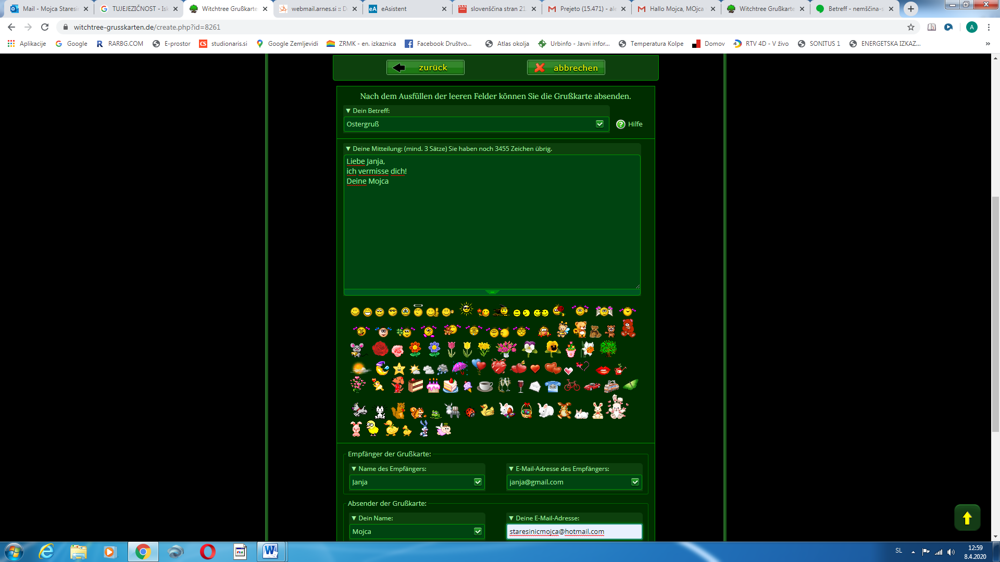 Mail - Mojca Staresin
TUJEJEZIČNOST - Isk
Witchtree Grußkarte
webmail.arnes.si :: Do
eAsistent
slovenščina stran 21
Prejeto (15.471) - ale
Hallo Mojca, MOjca
Witchtree Grußkarte
Betreff - nemščina-s
witchtree-grusskarten.de/create.php?id=8261
A
Aplikacije
Google
RARBG.COM
E-prostor
studionaris.si
Google Zemljevidi
ZRMK - en. izkaznica
Facebook Društvo...
Atlas okolja
Urbinfo - Javni infor...
Temperatura Kolpe
Domov
RTV 4D - V živo
SONITUS 1
ENERGETSKA IZKAZ...
»
zurück
abbrechen
Nach dem Ausfüllen der leeren Felder können Sie die Grußkarte absenden.
▼ Dein Betreff:
Ostergruß
Hilfe
▼ Deine Mitteilung: (mind. 3 Sätze) Sie haben noch 3455 Zeichen übrig.
Liebe Janja,
ich vermisse dich!
Deine Mojca
Empfänger der Grußkarte:
▼ Name des Empfängers:
▼ E-Mail-Adresse des Empfängers:
Janja
janja@gmail.com
Absender der Grußkarte:
▼ Dein Name:
▼ Deine E-Mail-Adresse:
Mojca
staresinicmojca@hotmail.com
SL
12:59
8.4.2020